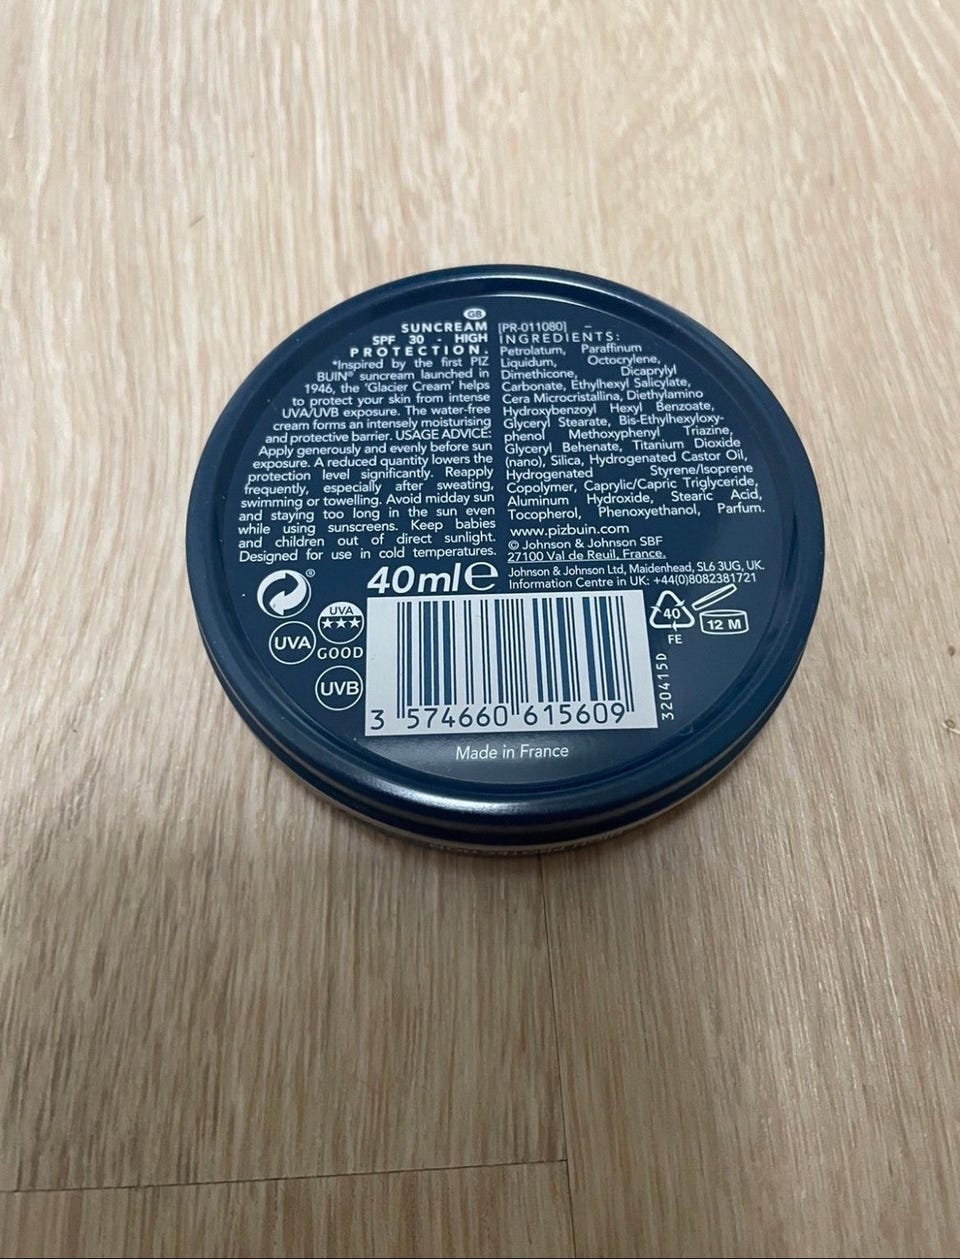 GB
SUNCREAM
SPF 30 - HIGH
PROTECTION.
*Inspired by the first PIZ
BUIN® suncream launched in
1946, the 'Glacier Cream' helps
to protect your skin from intense
UVA/UVB exposure. The water-free
cream forms an intensely moisturising
and protective barrier. USAGE ADVICE:
Apply generously and evenly before sun
exposure. A reduced quantity lowers the
protection level significantly. Reapply
frequently, especially after sweating,
swimming or towelling. Avoid midday sun
and staying too long in the sun even
while using sunscreens. Keep babies
and children out of direct sunlight.
Designed for use in cold temperatures.
[PR-011080]
INGREDIENTS:
Petrolatum, Paraffinum
Liquidum, Octocrylene,
Dimethicone, Dicaprylyl
Carbonate, Ethylhexyl Salicylate,
Cera Microcristallina, Diethylamino
Hydroxybenzoyl Hexyl Benzoate,
Glyceryl Stearate, Bis-Ethylhexyloxy-
phenol Methoxyphenyl Triazine,
Glyceryl Behenate, Titanium Dioxide
(nano), Silica, Hydrogenated Castor Oil,
Hydrogenated Styrene/Isoprene
Copolymer, Caprylic/Capric Triglyceride,
Aluminum Hydroxide, Stearic Acid,
Tocopherol, Phenoxyethanol, Parfum.
www.pizbuin.com
© Johnson & Johnson SBF
27100 Val de Reuil, France.
Johnson & Johnson Ltd, Maidenhead, SL6 3UG, UK.
Information Centre in UK: +44(0)8082381721
40ml e
®
UVA
UVA
GOOD
UVB
40
FE
12 M
320415D
3 574660 615609
Made in France